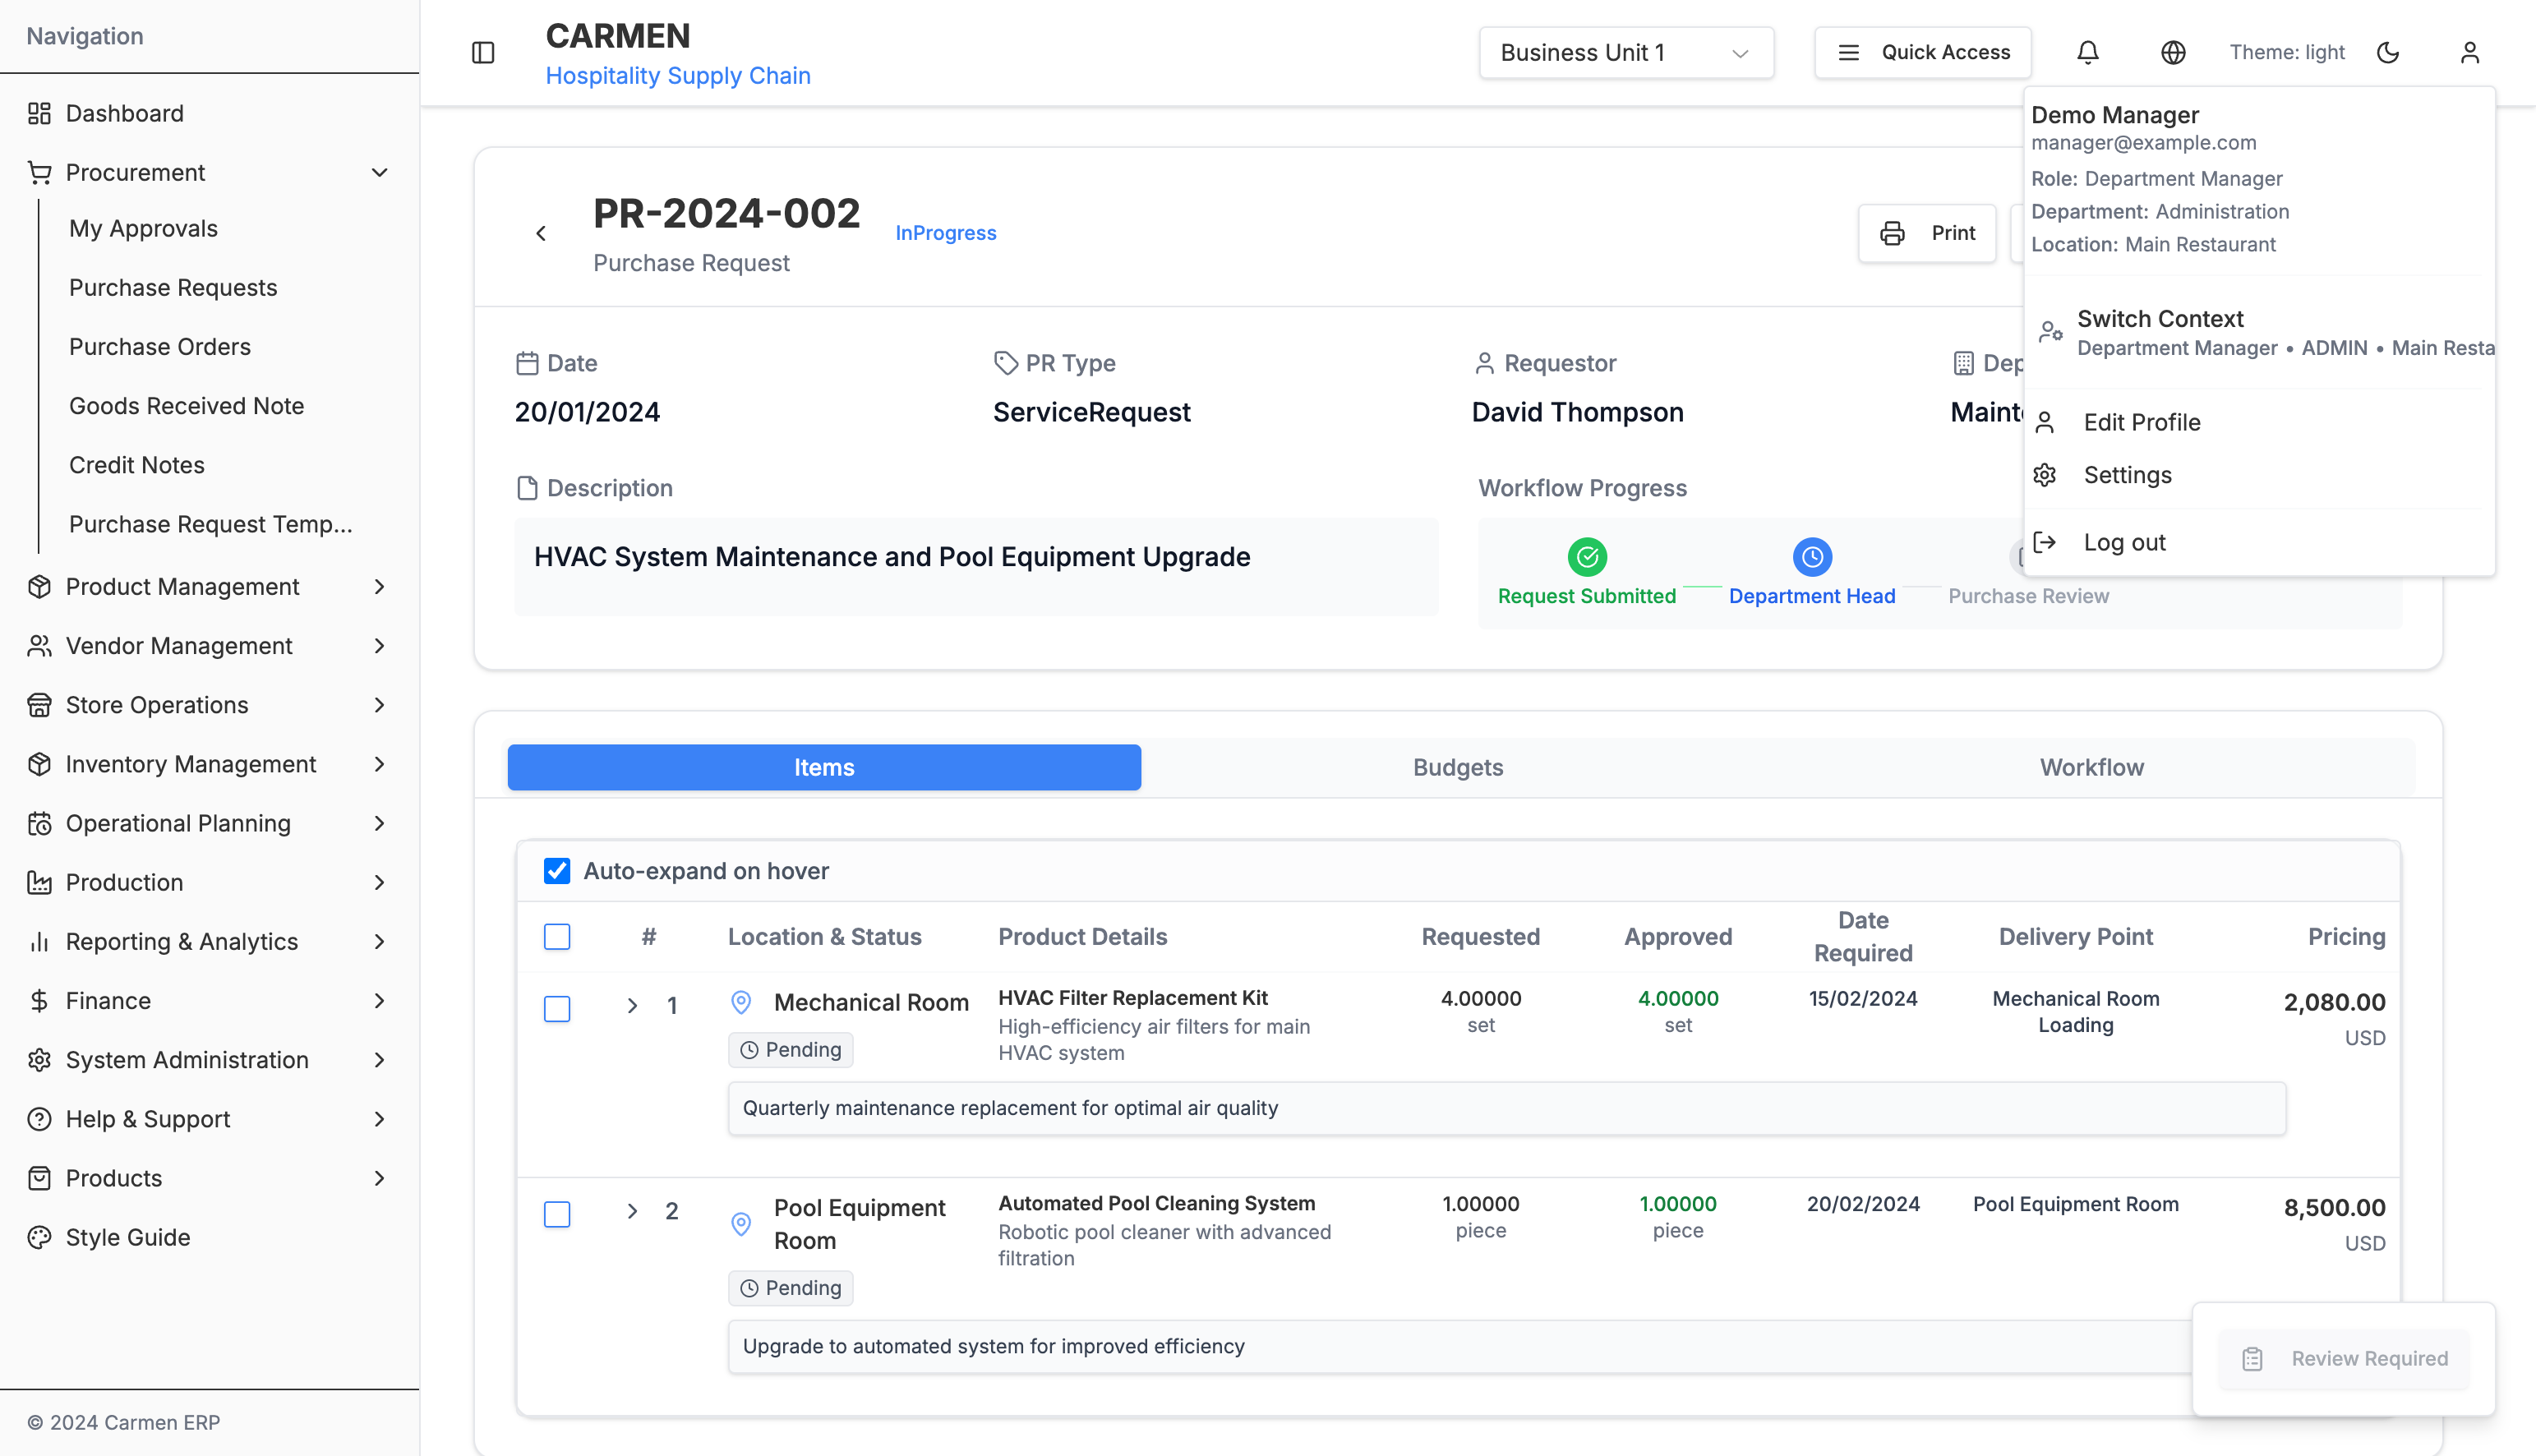 Navigation
Dashboard
Procurement
My Approvals
Purchase Requests
Purchase Orders
Goods Received Note
Credit Notes
Purchase Request Temp...
Product Management
Vendor Management
Store Operations
Inventory Management
Operational Planning
Production
Reporting & Analytics
Finance
System Administration
Help & Support
Products
Style Guide
© 2024 Carmen ERP
CARMEN
Hospitality Supply Chain
Business Unit 1
Quick Access
Theme: light
Demo Manager
manager@example.com
Role: Department Manager
Department: Administration
Location: Main Restaurant
Switch Context
Department Manager • ADMIN • Main Resta
Edit Profile
Settings
Log out
PR-2024-002
InProgress
Purchase Request
Print
Date
PR Type
Requestor
Dep
20/01/2024
ServiceRequest
David Thompson
Maint
Description
Workflow Progress
HVAC System Maintenance and Pool Equipment Upgrade
Request Submitted
Department Head
Purchase Review
Items
Budgets
Workflow
Auto-expand on hover
#
Location & Status
Product Details
Requested
Approved
Date
Required
Delivery Point
Pricing
1
Mechanical Room
Pending
HVAC Filter Replacement Kit
High-efficiency air filters for main
HVAC system
4.00000
set
4.00000
set
15/02/2024
Mechanical Room
Loading
2,080.00
USD
Quarterly maintenance replacement for optimal air quality
2
Pool Equipment
Room
Pending
Automated Pool Cleaning System
Robotic pool cleaner with advanced
filtration
1.00000
piece
1.00000
piece
20/02/2024
Pool Equipment Room
8,500.00
USD
Upgrade to automated system for improved efficiency
Review Required